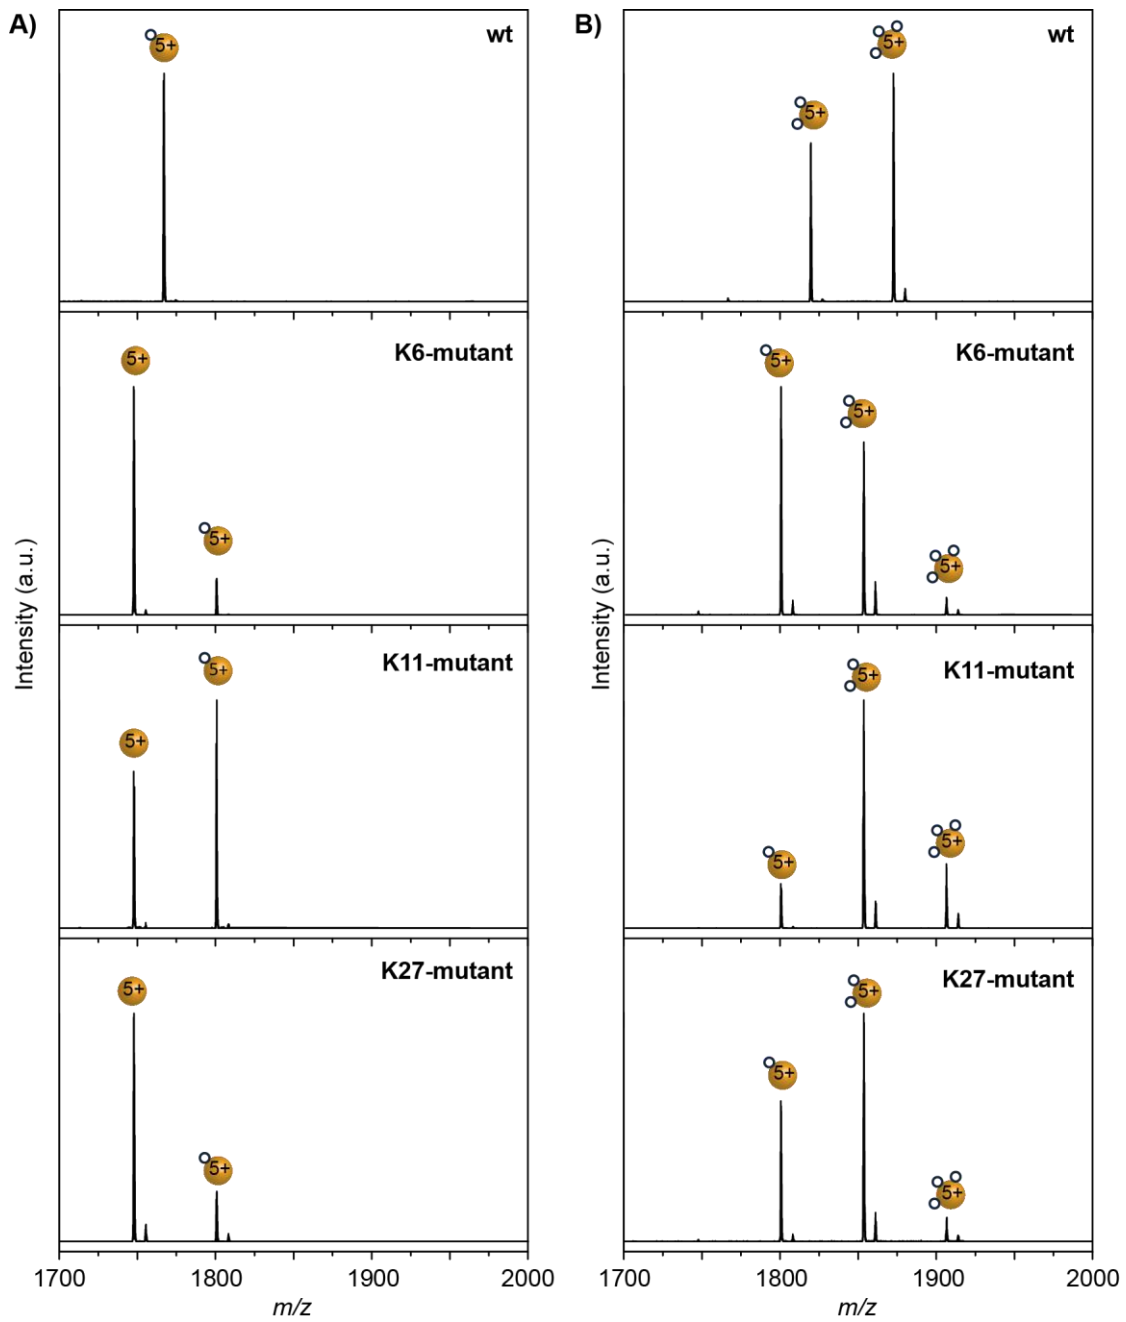 A)
wt
5+
K6-mutant
5+
5+
K11-mutant
5+
5+
K27-mutant
5+
5+
Intensity (a.u.)
1700 1800 1900 2000
m/z
B)
wt
5+
5+
K6-mutant
5+
5+
5+
K11-mutant
5+
5+
5+
K27-mutant
5+
5+
5+
Intensity (a.u.)
1700 1800 1900 2000
m/z